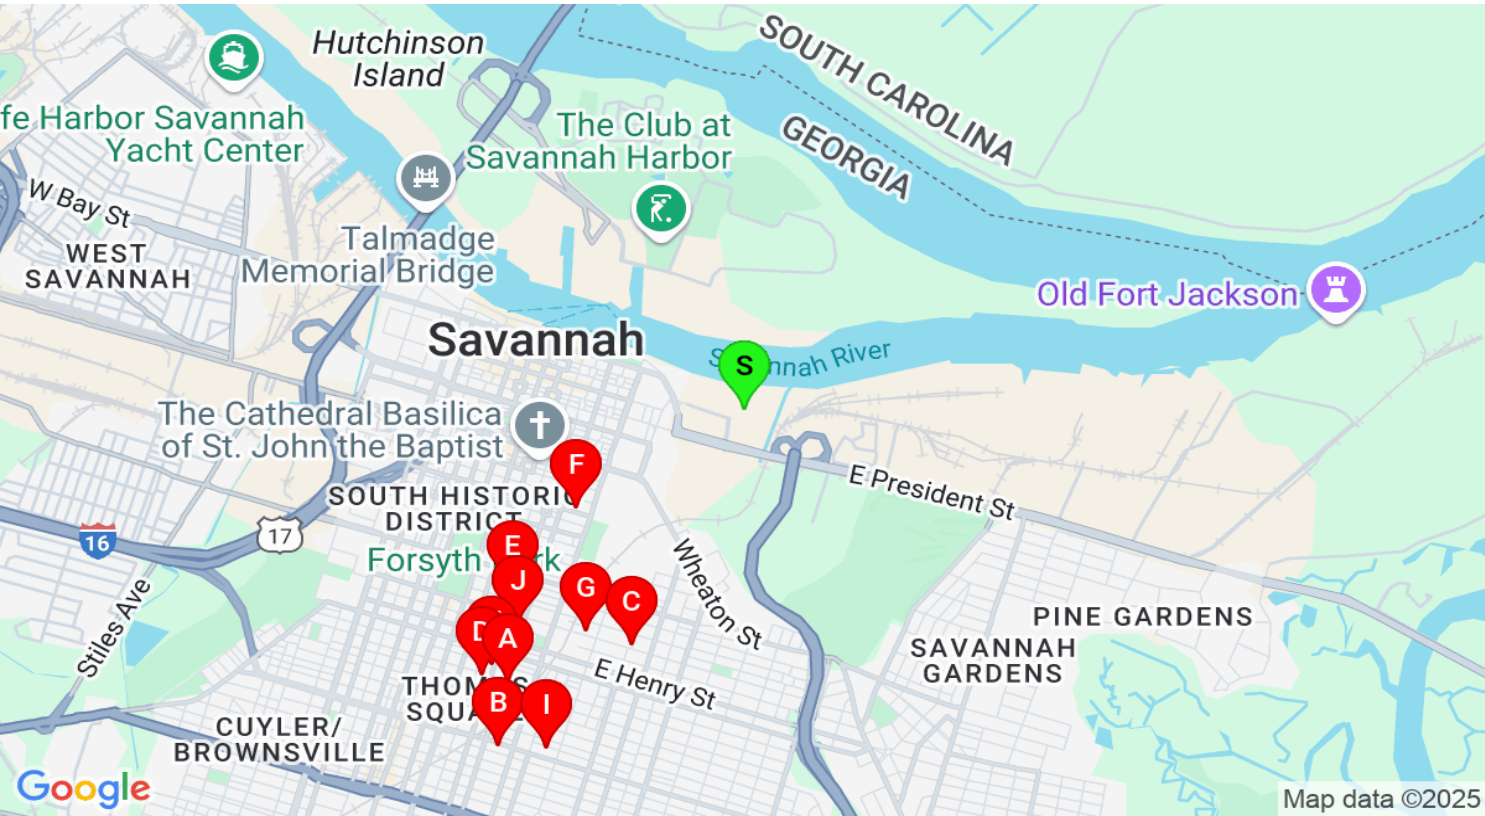 Hutchinson
Island
SOUTH CAROLINA
GEORGIA
fe Harbor Savannah
Yacht Center
The Club at
Savannah Harbor
W Bay St
WEST
SAVANNAH
Talmadge
Memorial Bridge
Old Fort Jackson
Savannah
S
nnah River
The Cathedral Basilica
of St. John the Baptist
F
SOUTH HISTORIC
DISTRICT
E President St
16
17
E
Forsyth
rk
J
G
C
Wheaton St
Stiles Ave
PINE GARDENS
SAVANNAH
GARDENS
D
A
E Henry St
THOM
S
SQUA
B
I
CUYLER/
BROWNSVILLE
Google
Map data ©2025